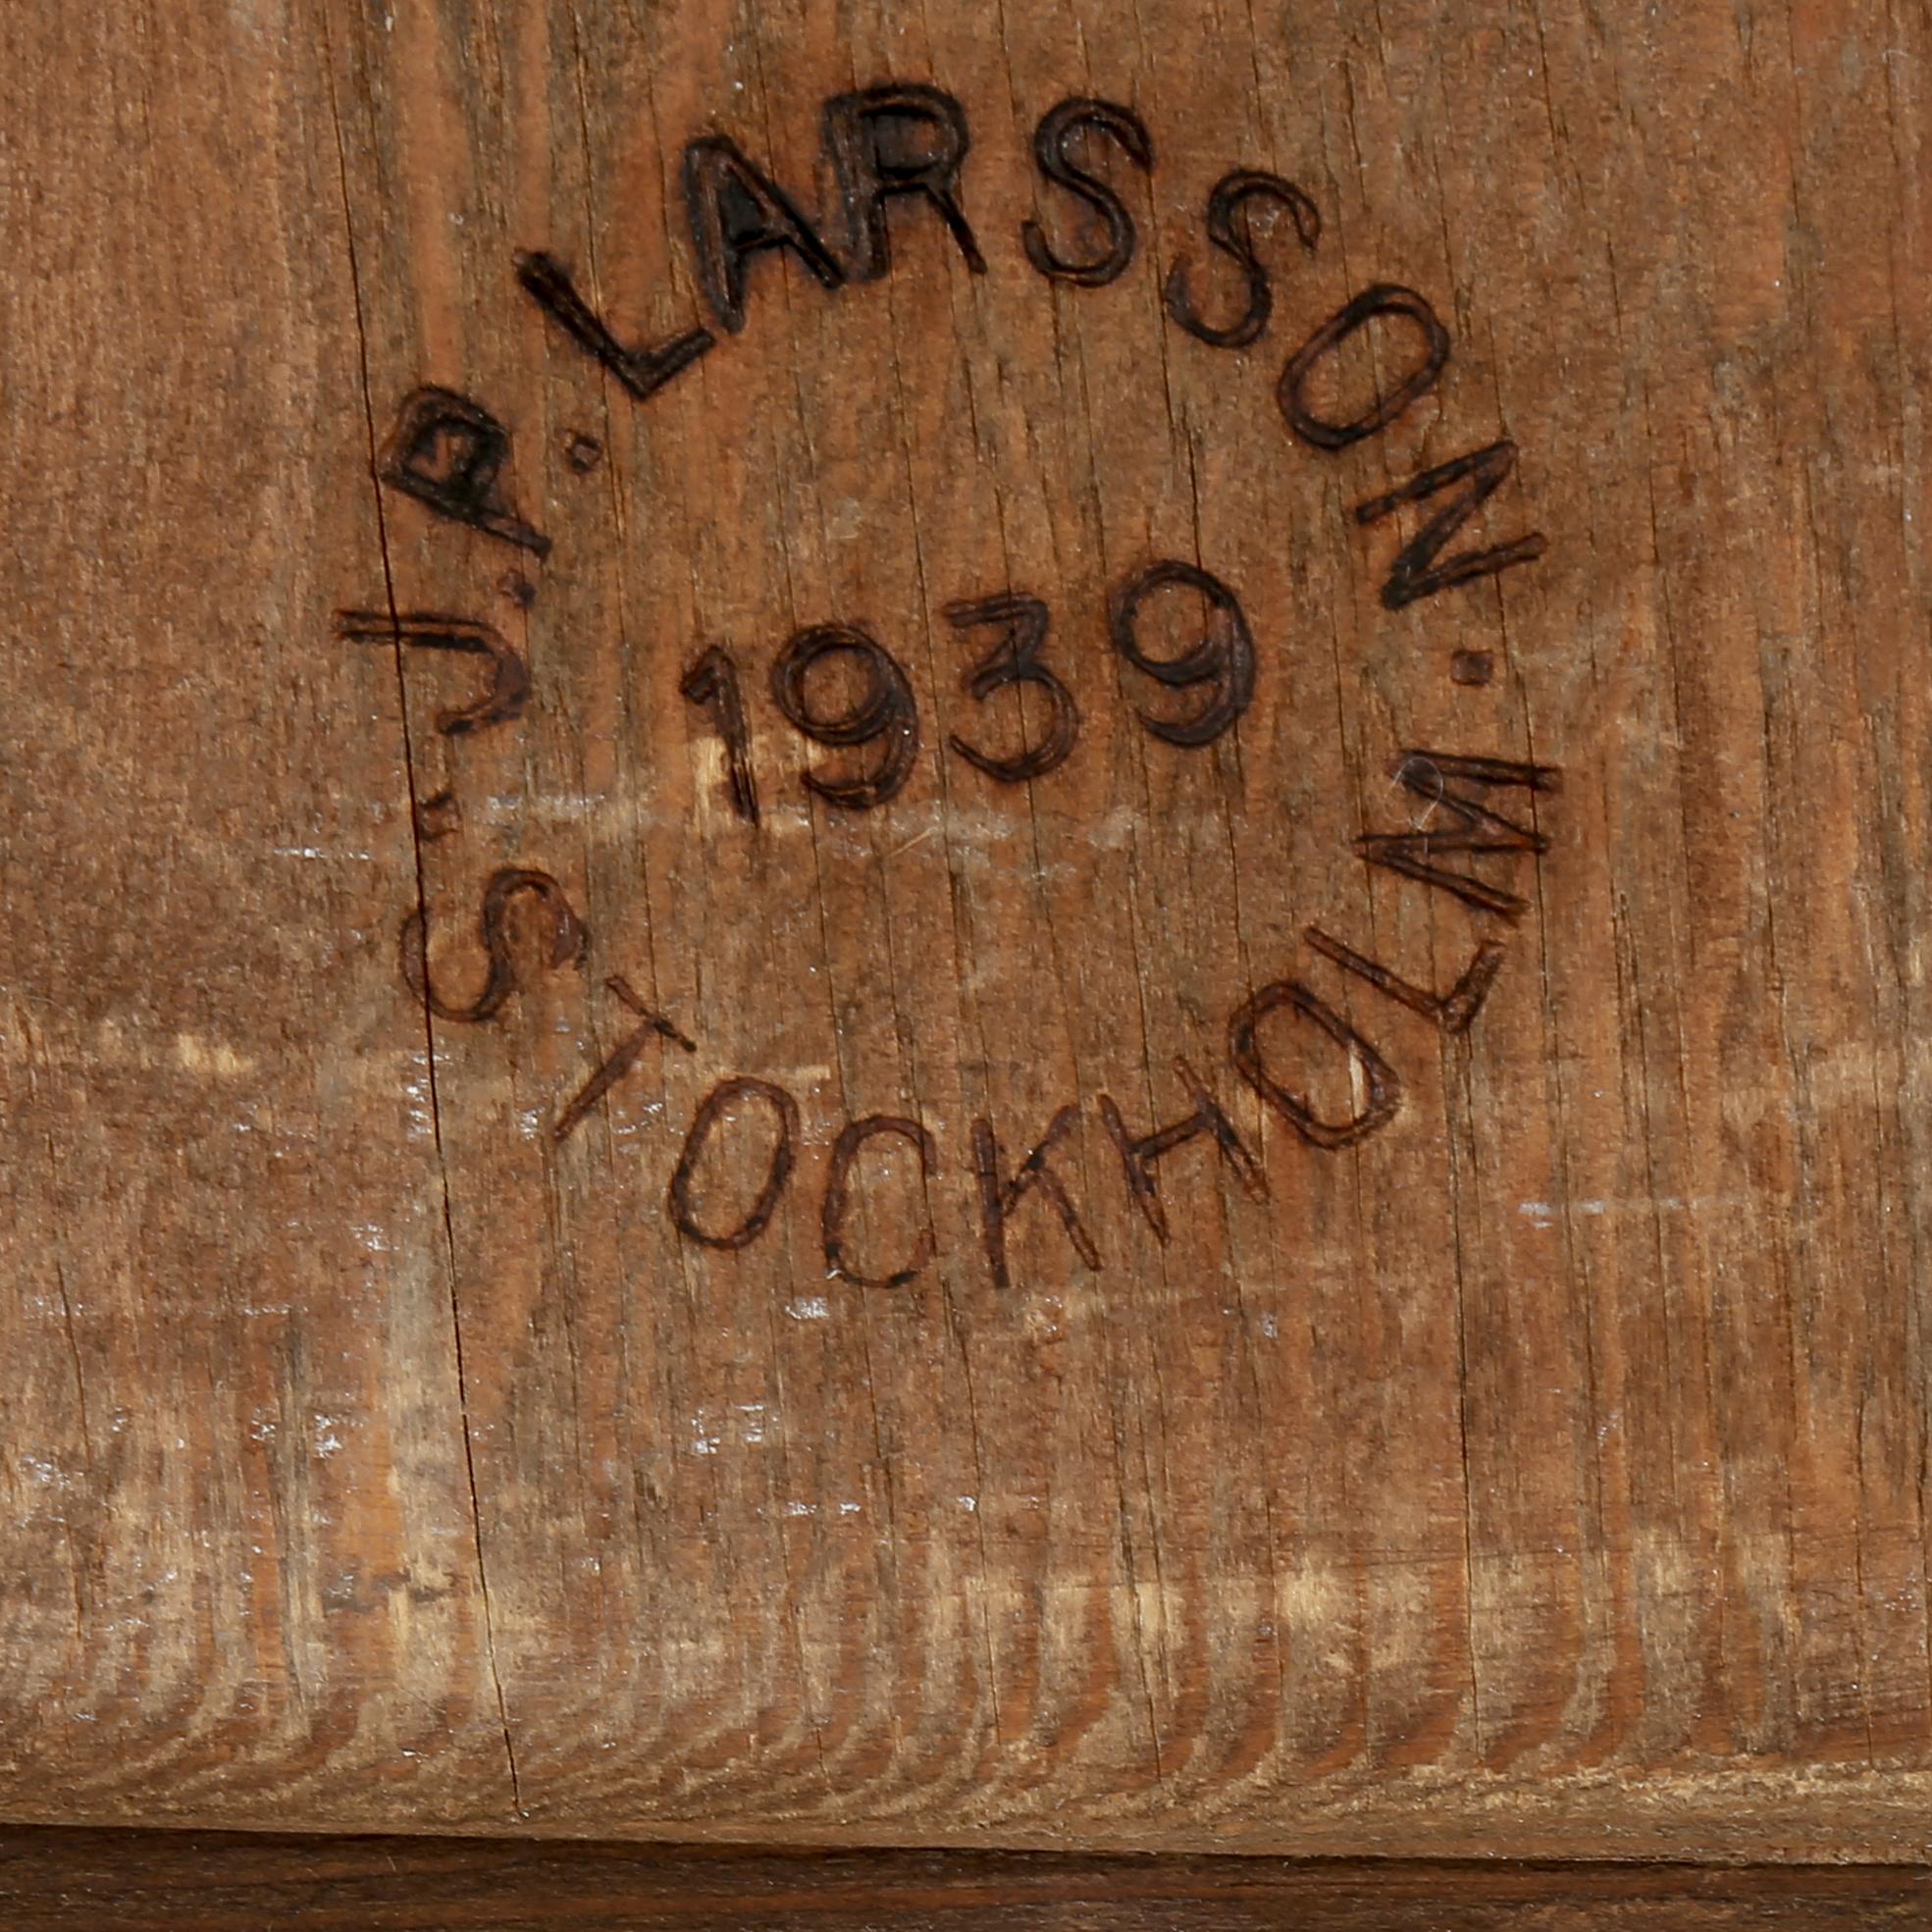 J.P. LARSSON.
1939
STOCKHOLM